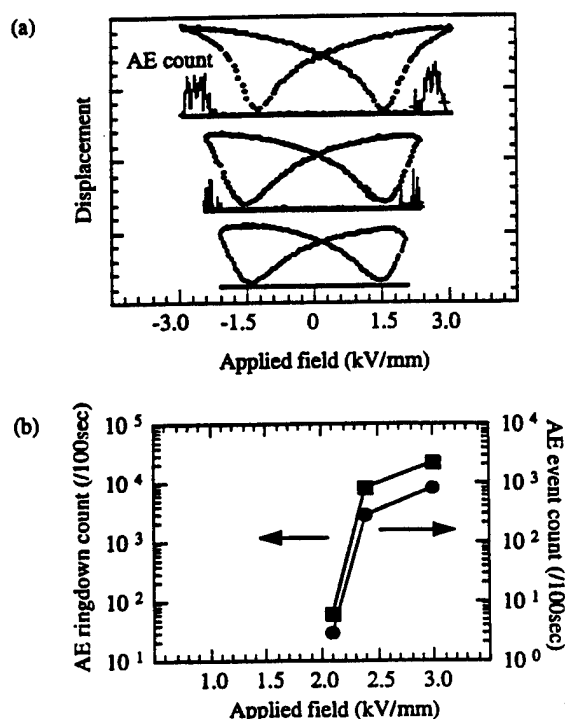 (a)
AE count
Displacement
-3.0 -1.5 0 1.5 3.0
Applied field (kV/mm)
(b)
AE ringdown count (/100sec)
10^5
10^4
10^3
10^2
10^1
10^4
10^3
10^2
10^1
10^0
AE event count (/100sec)
1.0 1.5 2.0 2.5 3.0
Applied field (kV/mm)